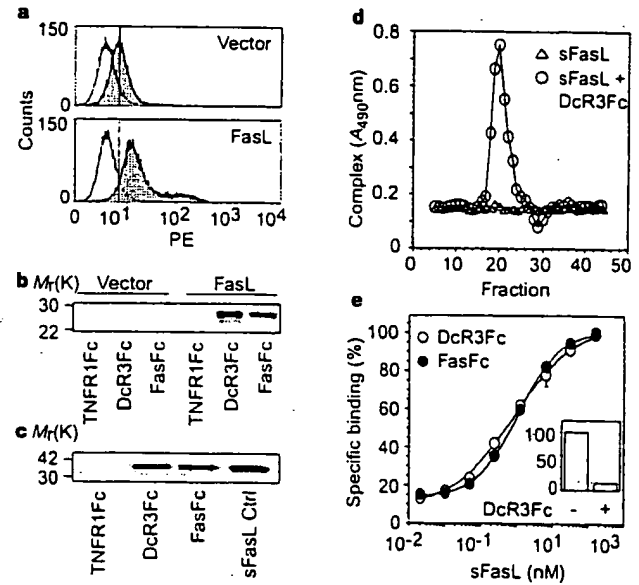 a
150
Vector
0
150
FasL
0
Counts
0 10¹ 10² 10³ 10⁴
PE
b Mr(K) Vector FasL
30
22
TNFR1Fc DcR3Fc FasFc TNFR1Fc DcR3Fc FasFc
c Mr(K)
42
30
TNFR1Fc DcR3Fc FasFc sFasL Ctrl
d
0.8
0.6
0.4
0.2
0
Complex (A490nm)
sFasL
sFasL +
DcR3Fc
0 10 20 30 40 50
Fraction
e
100
80
60
40
20
0
Specific binding (%)
DcR3Fc
FasFc
100
50
0
DcR3Fc - +
10⁻² 10⁻¹ 10¹ 10³
sFasL (nM)